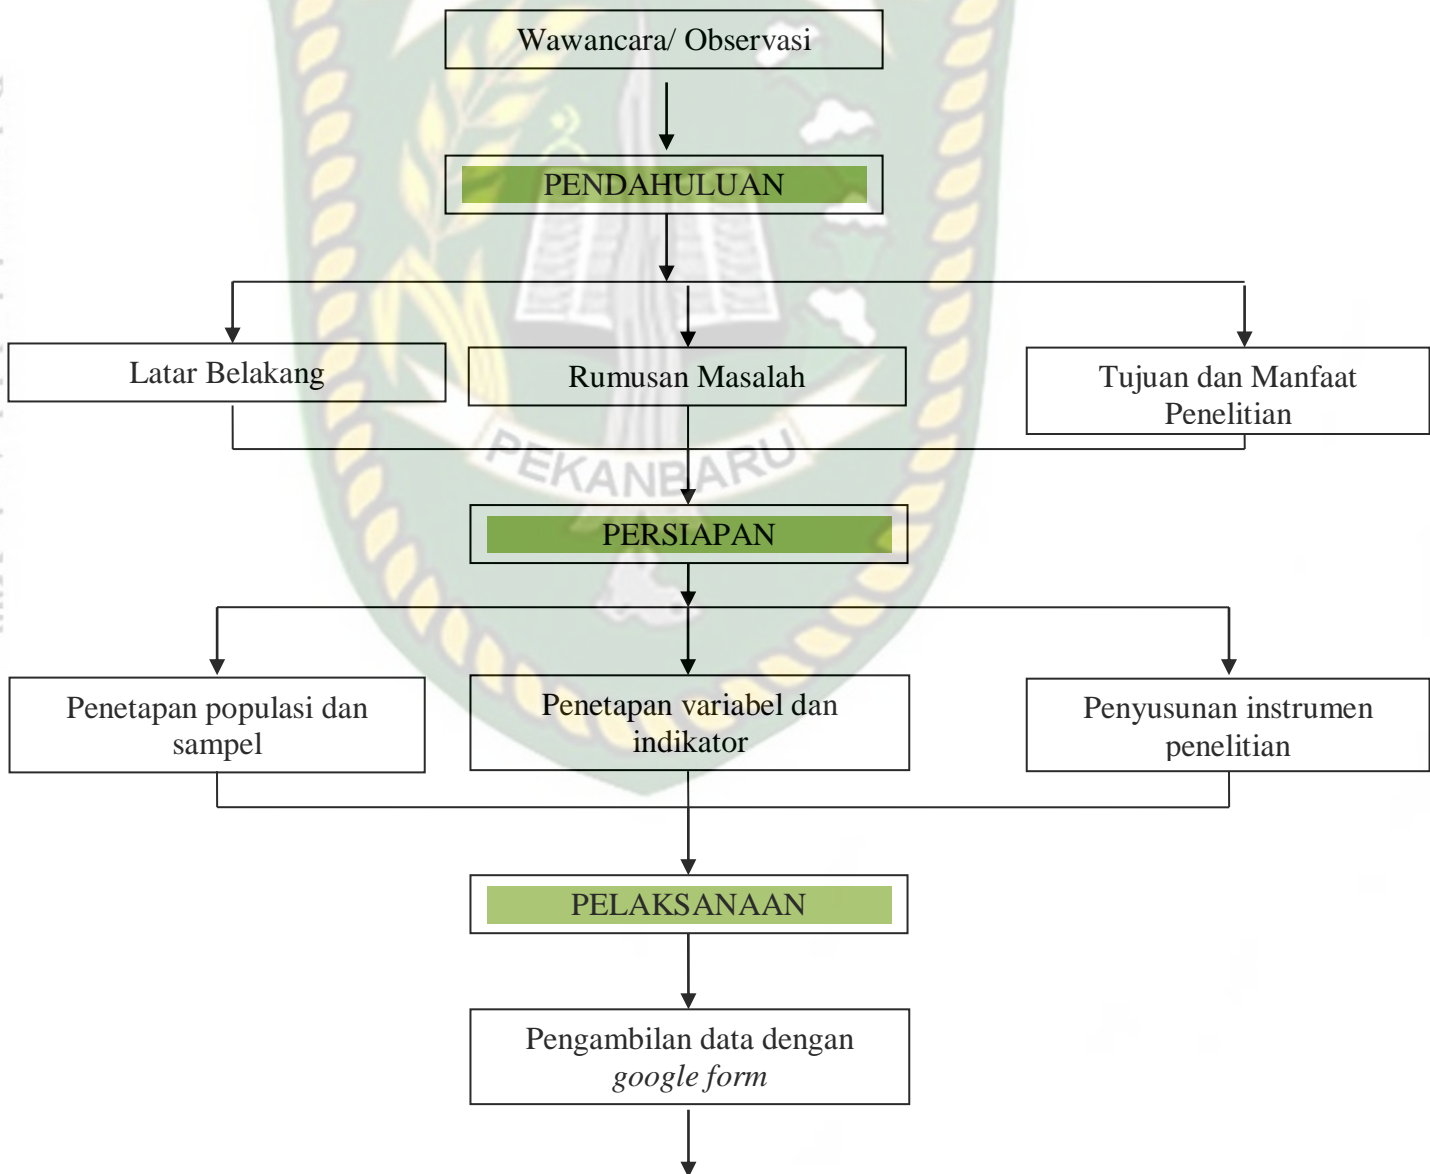 Wawancara/ Observasi
PENDAHULUAN
Latar Belakang
Rumusan Masalah
Tujuan dan Manfaat
Penelitian
PEKANBARU
PERSIAPAN
Penetapan populasi dan
sampel
Penetapan variabel dan
indikator
Penyusunan instrumen
penelitian
PELAKSANAAN
Pengambilan data dengan
google form